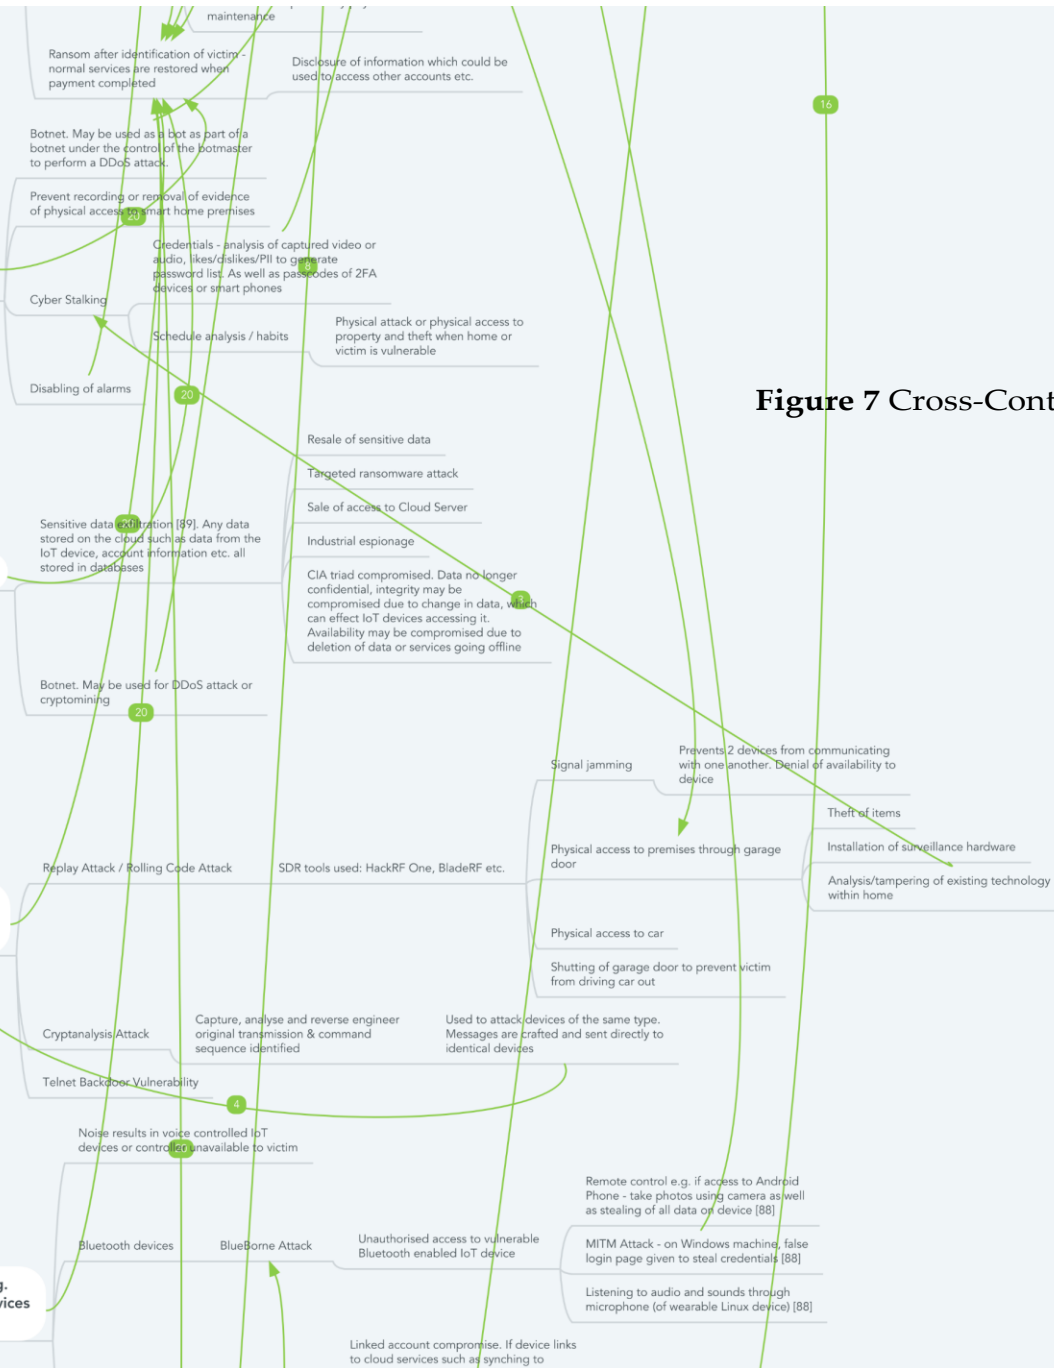 maintenance
Ransom after identification of victim -
normal services are restored when
payment completed
Disclosure of information which could be
used to access other accounts etc.
16
Botnet. May be used as a bot as part of a
botnet under the control of the botmaster
to perform a DDoS attack.
Prevent recording or removal of evidence
of physical access to smart home premises
20
Credentials - analysis of captured video or
audio, likes/dislikes/PII to generate
password list. As well as passcodes of 2FA
devices or smart phones
Cyber Stalking
Schedule analysis / habits
Physical attack or physical access to
property and theft when home or
victim is vulnerable
Disabling of alarms
20
Figure 7 Cross-Cont
Resale of sensitive data
Targeted ransomware attack
Sale of access to Cloud Server
Industrial espionage
Sensitive data exfiltration [89]. Any data
stored on the cloud such as data from the
IoT device, account information etc. all
stored in databases
CIA triad compromised. Data no longer
confidential, integrity may be
compromised due to change in data, which
can effect IoT devices accessing it.
Availability may be compromised due to
deletion of data or services going offline
3
Botnet. May be used for DDoS attack or
cryptomining
20
Signal jamming
Prevents 2 devices from communicating
with one another. Denial of availability to
device
Theft of items
Physical access to premises through garage
door
Installation of surveillance hardware
Replay Attack / Rolling Code Attack
SDR tools used: HackRF One, BladeRF etc.
Analysis/tampering of existing technology
within home
Physical access to car
Shutting of garage door to prevent victim
from driving car out
Cryptanalysis Attack
Capture, analyse and reverse engineer
original transmission & command
sequence identified
Used to attack devices of the same type.
Messages are crafted and sent directly to
identical devices
Telnet Backdoor Vulnerability
4
Noise results in voice controlled IoT
devices or controller unavailable to victim
Remote control e.g. if access to Android
Phone - take photos using camera as well
as stealing of all data on device [88]
Bluetooth devices
BlueBorne Attack
Unauthorised access to vulnerable
Bluetooth enabled IoT device
MITM Attack - on Windows machine, false
login page given to steal credentials [88]
Listening to audio and sounds through
microphone (of wearable Linux device) [88]
g.
vices
Linked account compromise. If device links
to cloud services such as synching to